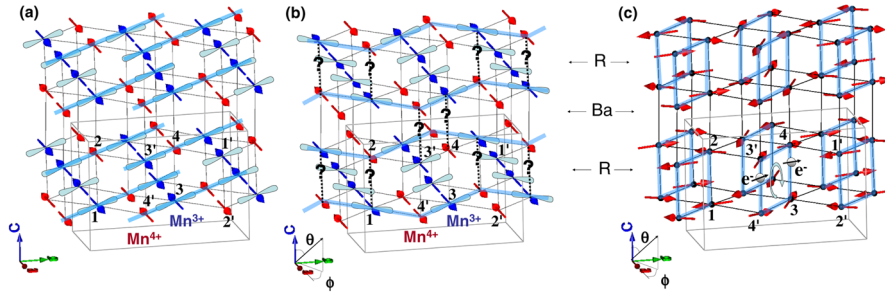 (a)
2
4
3'
1'
1
4'
3
2'
Mn³⁺
Mn⁴⁺
C
(b)
?
?
?
?
?
?
?
?
?
2
3'
4
1'
1
4'
3
2'
Mn³⁺
Mn⁴⁺
C
θ
ϕ
R
Ba
R
(c)
2
4
3'
1'
e-
e-
1
4'
3
2'
C
θ
ϕ